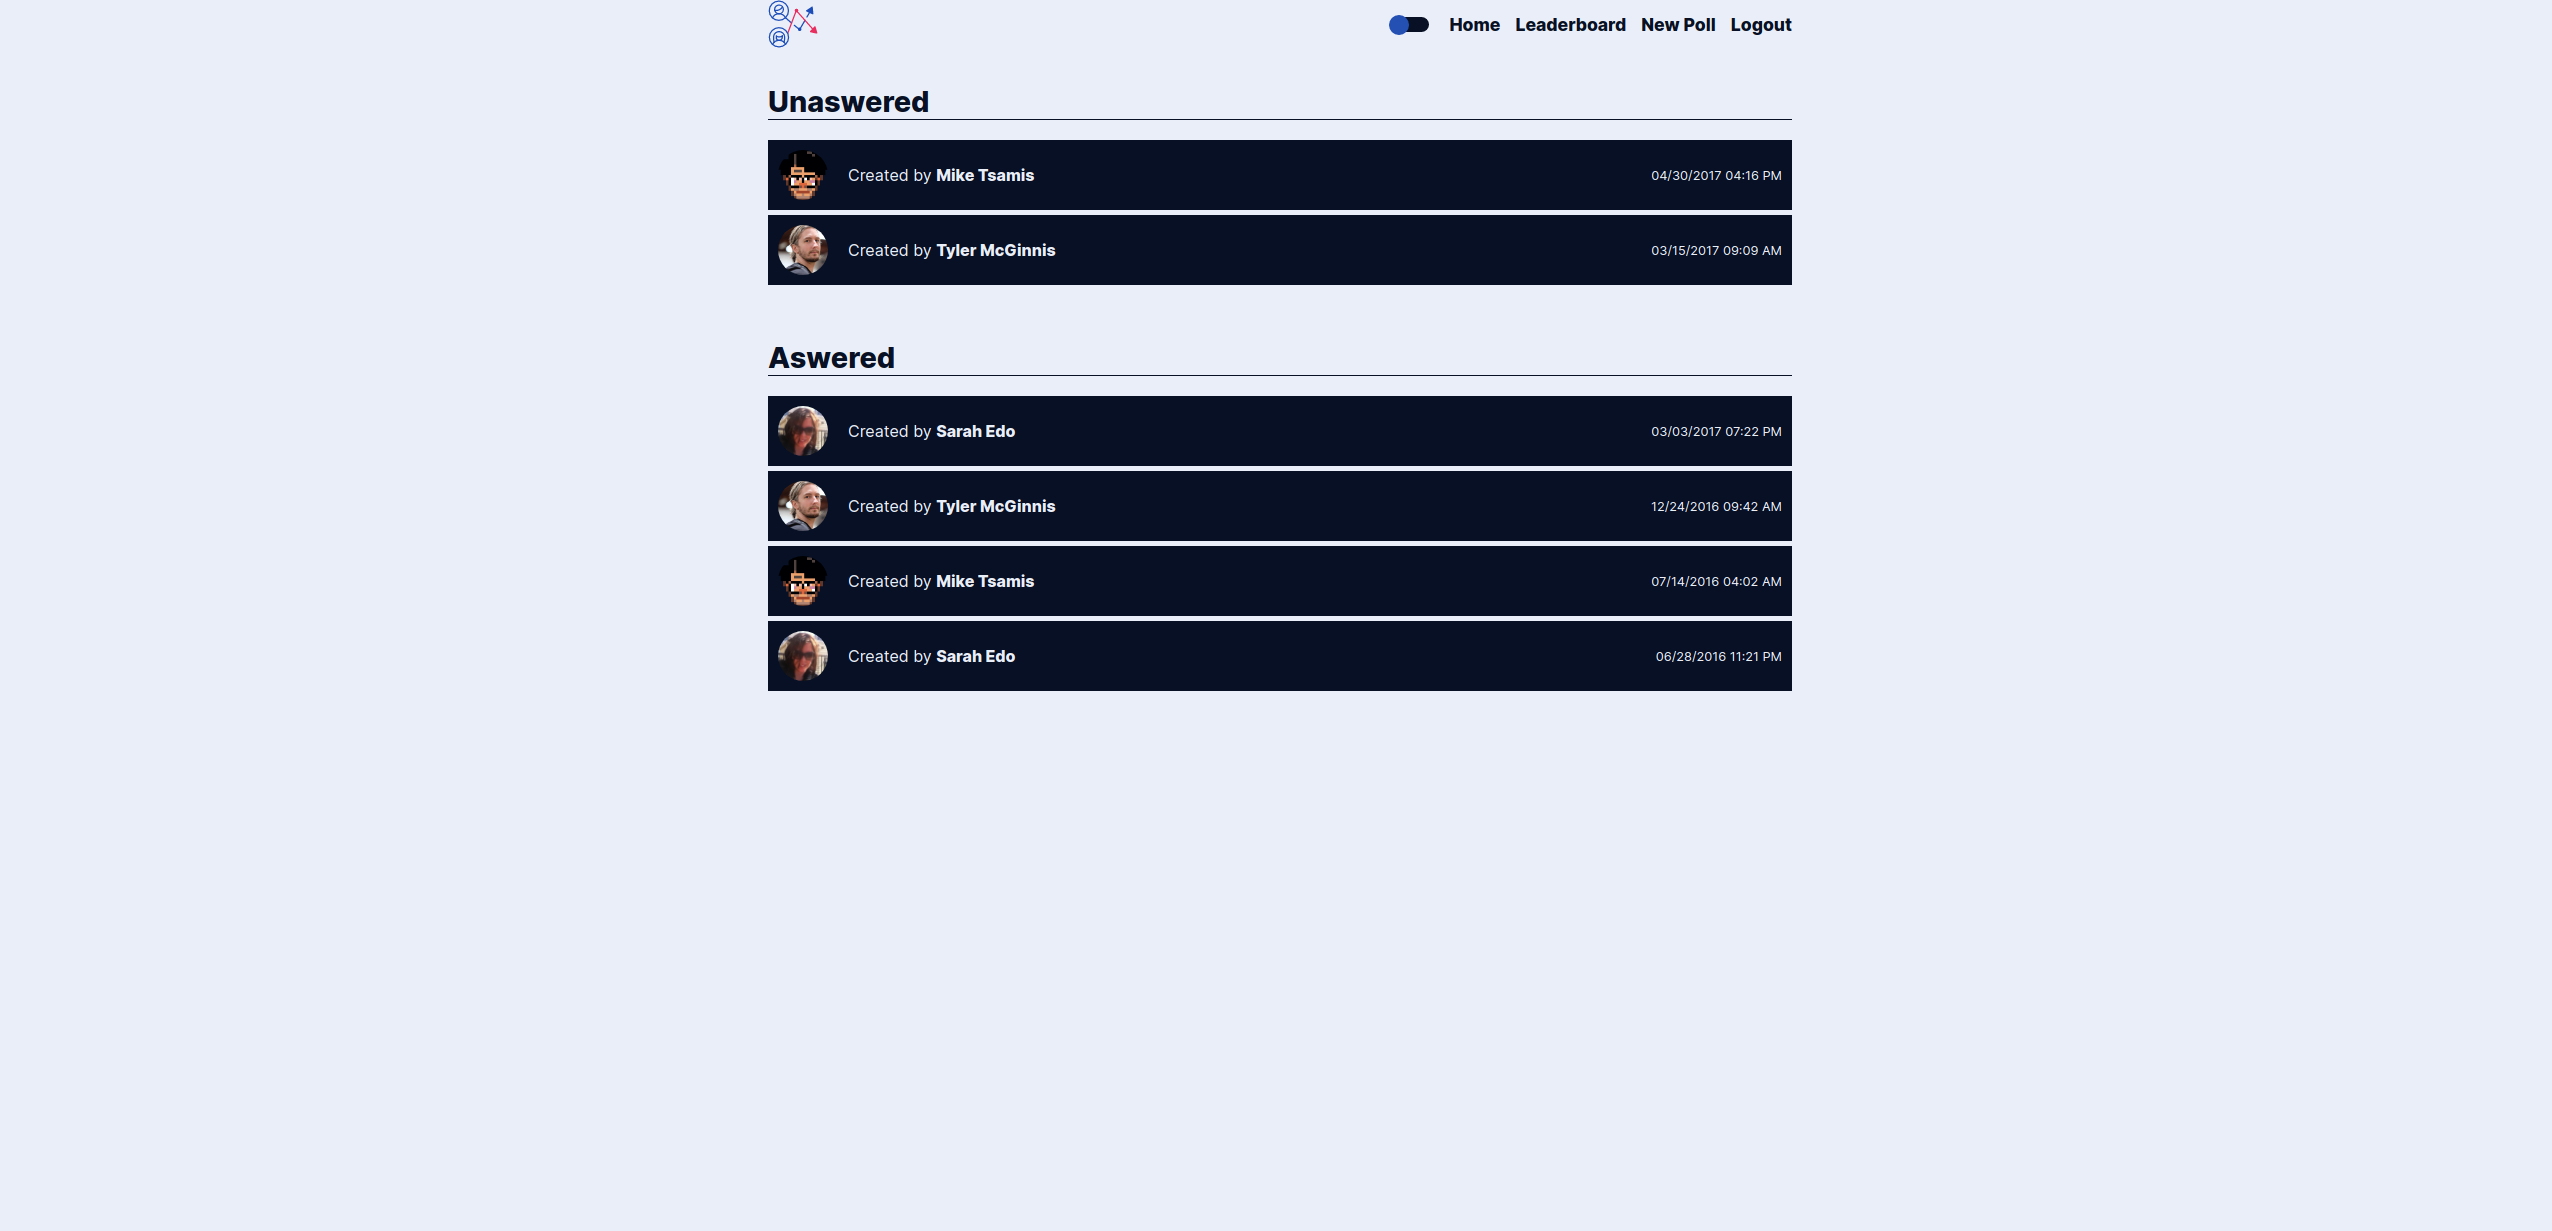 Home Leaderboard New Poll Logout
Unaswered
Created by Mike Tsamis 04/30/2017 04:16 PM
Created by Tyler McGinnis 03/15/2017 09:09 AM
Aswered
Created by Sarah Edo 03/03/2017 07:22 PM
Created by Tyler McGinnis 12/24/2016 09:42 AM
Created by Mike Tsamis 07/14/2016 04:02 AM
Created by Sarah Edo 06/28/2016 11:21 PM